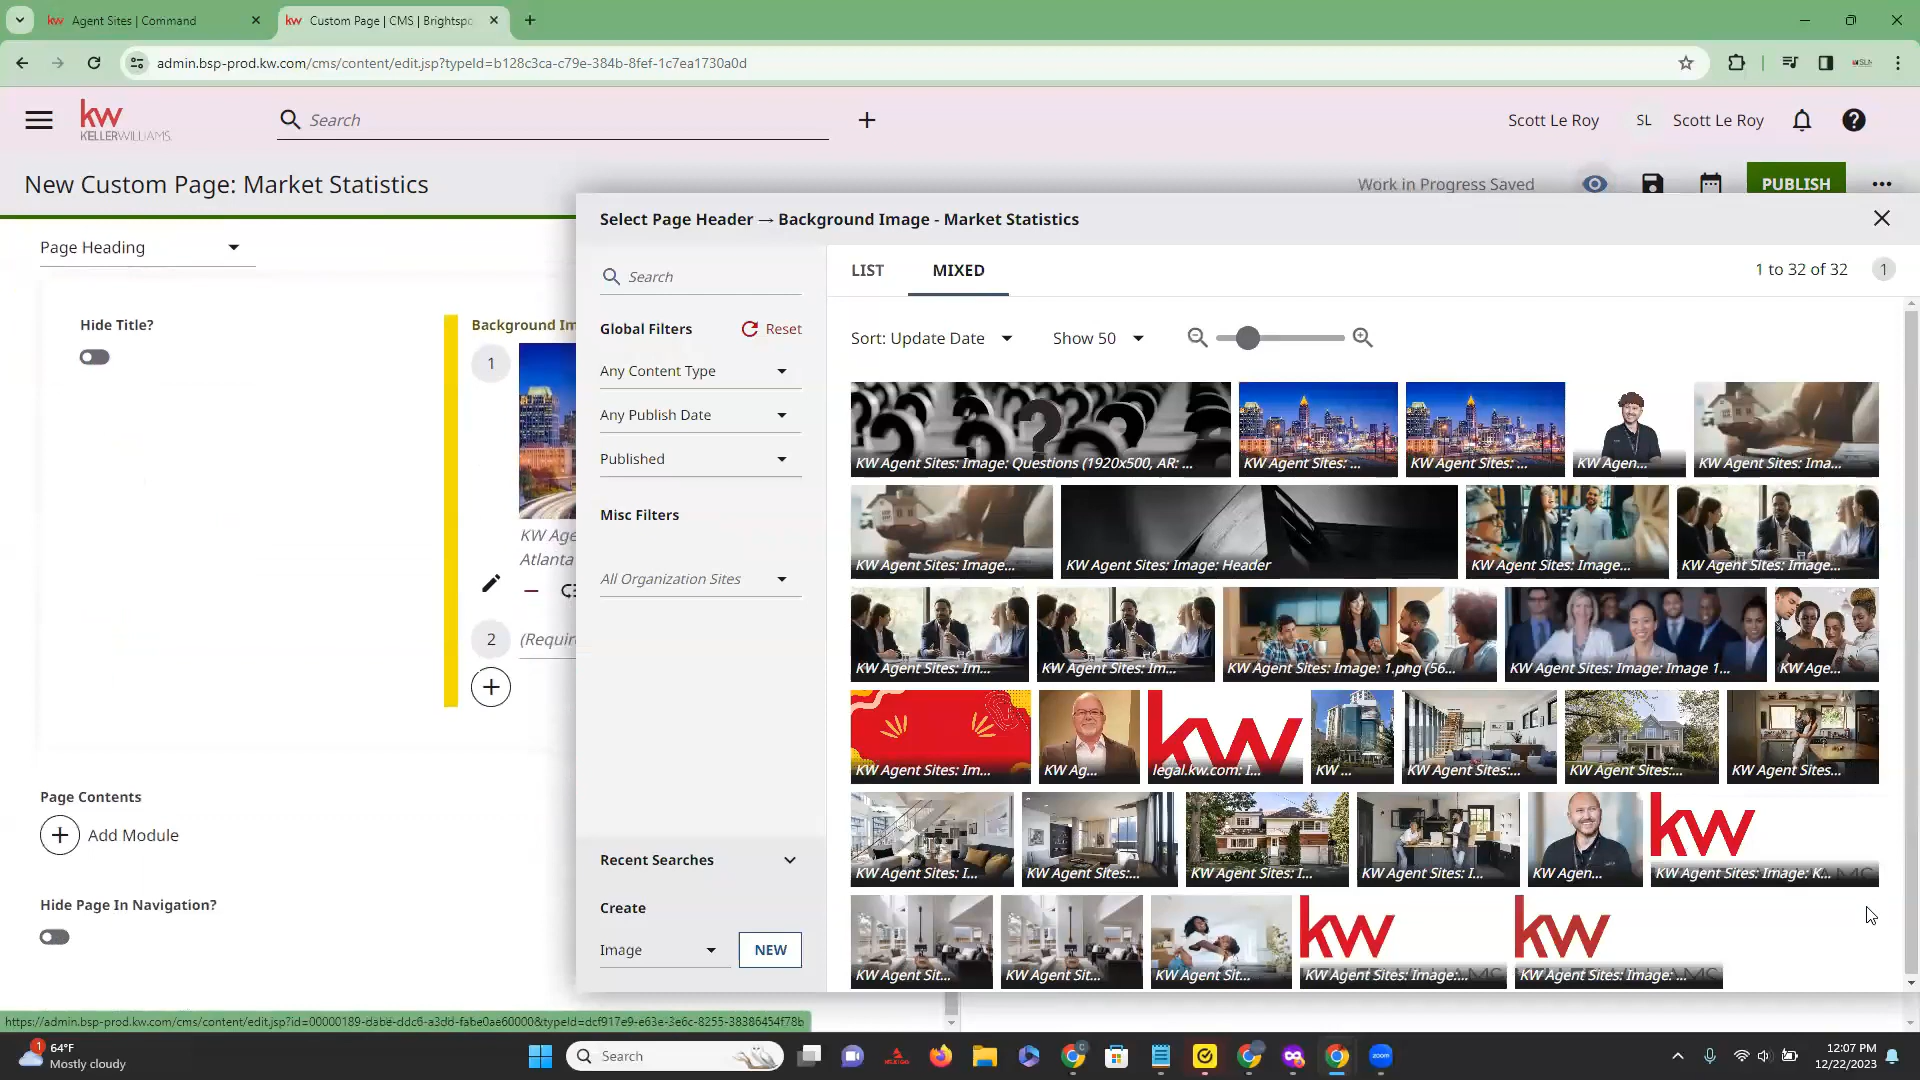 Agent Sites | Command
Custom Page | CMS | Brightspo
admin.bsp-prod.kw.com/cms/content/edit.jsp?typeId=b128c3ca-c79e-384b-8fef-1c7ea1730a0d
kw
KELLERWILLIAMS.
Search
Scott Le Roy
SL
Scott Le Roy
New Custom Page: Market Statistics
Work in Progress Saved
PUBLISH
Page Heading
Hide Title?
Background Im
1
KW Age
Atlanta
2
(Requir
Page Contents
Add Module
Hide Page In Navigation?
Select Page Header → Background Image - Market Statistics
Search
Global Filters
Reset
Any Content Type
Any Publish Date
Published
Misc Filters
All Organization Sites
Recent Searches
Create
Image
NEW
LIST
MIXED
1 to 32 of 32
1
Sort: Update Date
Show 50
KW Agent Sites: Image: Questions (1920x500, AR: ...
KW Agent Sites: ...
KW Agent Sites: ...
KW Agen...
KW Agent Sites: Ima...
KW Agent Sites: Image...
KW Agent Sites: Image: Header
KW Agent Sites: Image...
KW Agent Sites: Image...
KW Agent Sites: Im...
KW Agent Sites: Im...
KW Agent Sites: Image: 1.png (56...
KW Agent Sites: Image: Image 1...
KW Age...
KW Agent Sites: Im...
KW Ag...
kw
legal.kw.com: I...
KW ...
KW Agent Sites:...
KW Agent Sites:...
KW Agent Sites...
KW Agent Sites: I...
KW Agent Sites:...
KW Agent Sites: I...
KW Agent Sites: I...
KW Agen...
kw
KW Agent Sites: Image: K...
KW Agent Sit...
KW Agent Sit...
KW Agent Sit...
kw
KW Agent Sites: Image:...
kw
KW Agent Sites: Image: ...
https://admin.bsp-prod.kw.com/cms/content/edit.jsp?id=00000189-dabe-ddc6-a3dd-fabe0ae60000&typeId=dcf917e9-e63e-3e6c-8255-38386454f78b
1
64°F
Mostly cloudy
Search
zoom
12:07 PM
12/22/2023